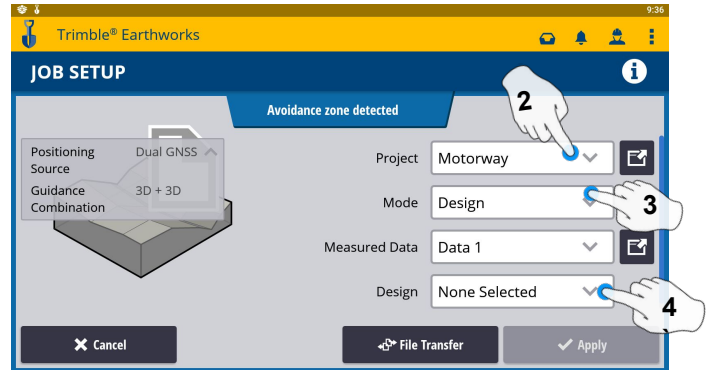 9:36
Trimble® Earthworks
JOB SETUP
i
Avoidance zone detected
2
Positioning Source
Dual GNSS
Guidance Combination
3D + 3D
Project
Motorway
Mode
Design
3
Measured Data
Data 1
Design
None Selected
4
Cancel
File Transfer
Apply